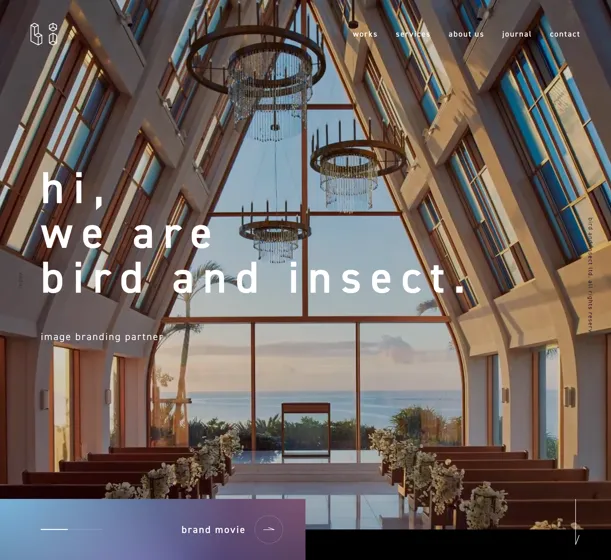 works services about us journal contact
hi,
we are
bird and insect.
image branding partner
bird and insect ltd. all rights reserv
brand movie